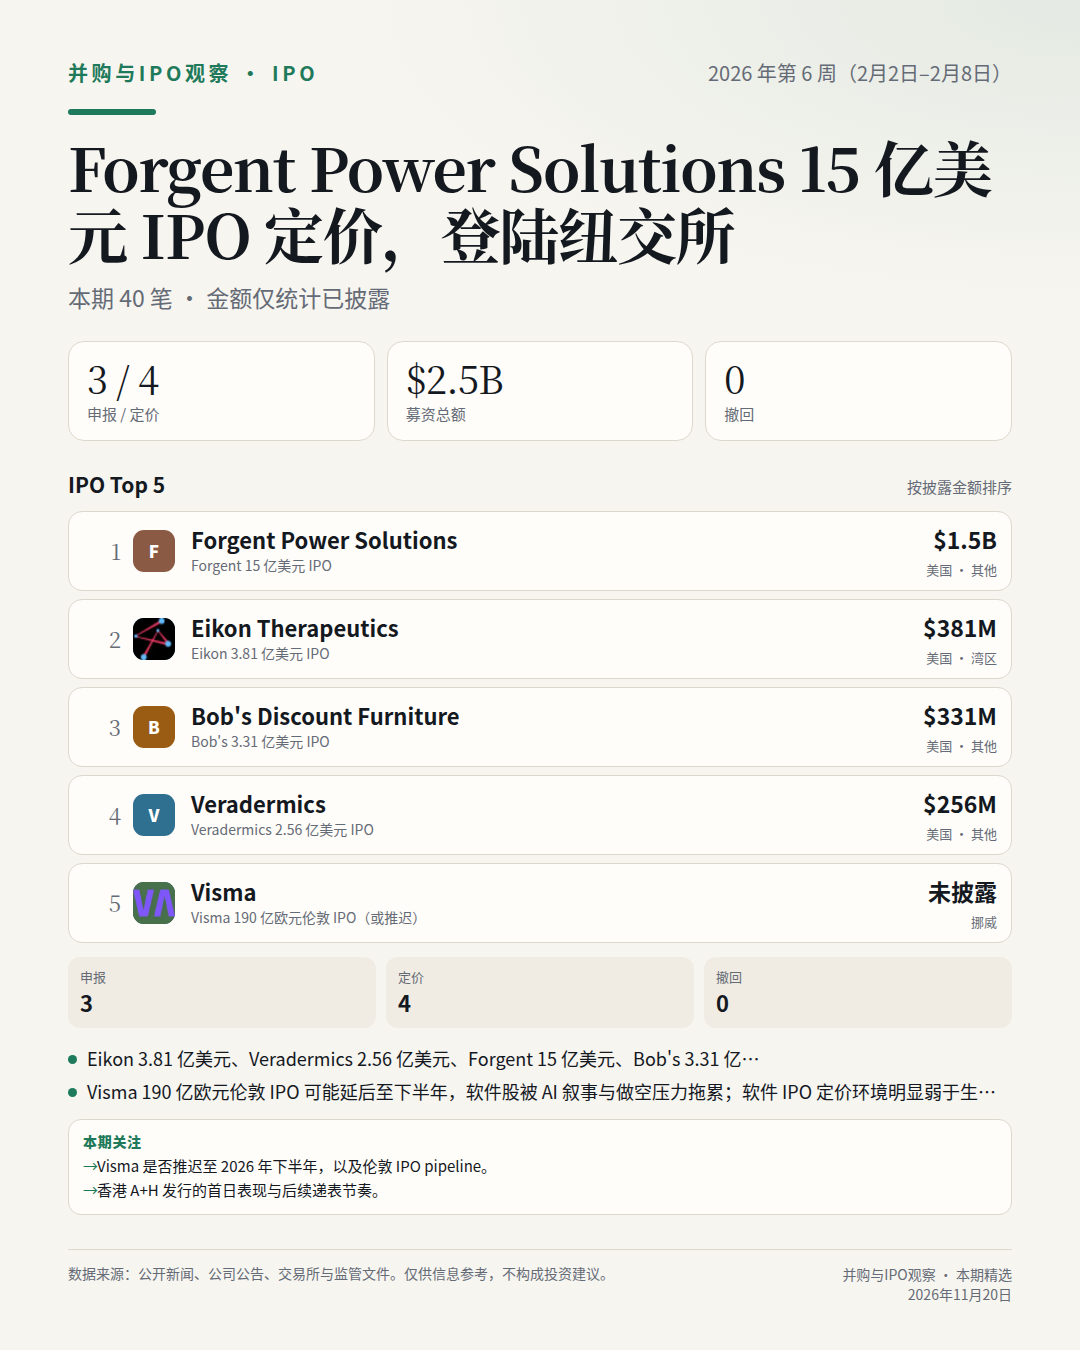 并购与IPO观察 · IPO
2026 年第 6 周（2月2日–2月8日）
Forgent Power Solutions 15 亿美
元 IPO 定价，登陆纽交所
本期 40 笔 · 金额仅统计已披露
3 / 4
申报 / 定价
$2.5B
募资总额
0
撤回
IPO Top 5
按披露金额排序
1
F
Forgent Power Solutions
Forgent 15 亿美元 IPO
$1.5B
美国 · 其他
2
Eikon Therapeutics
Eikon 3.81 亿美元 IPO
$381M
美国 · 湾区
3
B
Bob's Discount Furniture
Bob's 3.31 亿美元 IPO
$331M
美国 · 其他
4
V
Veradermics
Veradermics 2.56 亿美元 IPO
$256M
美国 · 其他
5
Visma
Visma 190 亿欧元伦敦 IPO（或推迟）
未披露
挪威
申报
3
定价
4
撤回
0
Eikon 3.81 亿美元、Veradermics 2.56 亿美元、Forgent 15 亿美元、Bob's 3.31 亿…
Visma 190 亿欧元伦敦 IPO 可能延后至下半年，软件股被 AI 叙事与做空压力拖累；软件 IPO 定价环境明显弱于生…
本期关注
→Visma 是否推迟至 2026 年下半年，以及伦敦 IPO pipeline。
→香港 A+H 发行的首日表现与后续递表节奏。
数据来源：公开新闻、公司公告、交易所与监管文件。仅供信息参考，不构成投资建议。
并购与IPO观察 · 本期精选
2026年11月20日